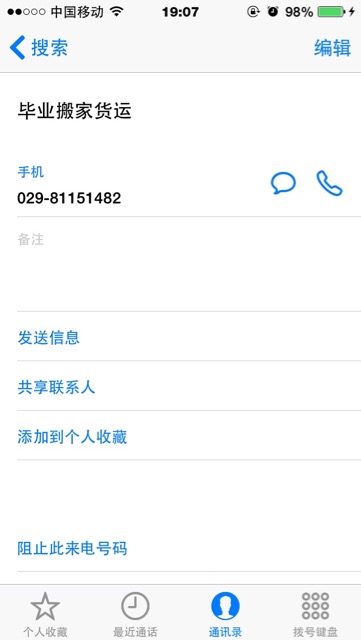 中国移动 19:07 98%
搜索 编辑
毕业搬家货运
手机
029-81151482
备注
发送信息
共享联系人
添加到个人收藏
阻止此来电号码
个人收藏 最近通话 通讯录 拨号键盘